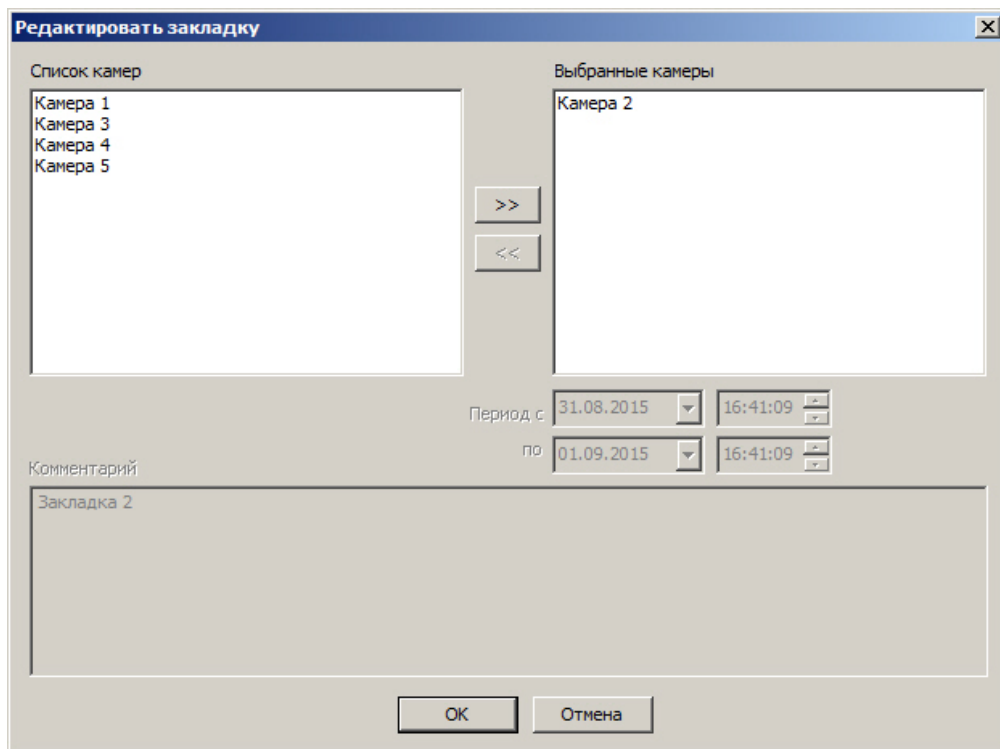 Редактировать закладку
Список камер
Выбранные камеры
Камера 1
Камера 3
Камера 4
Камера 5
Камера 2
>>
<<
Период с 31.08.2015 16:41:09
по 01.09.2015 16:41:09
Комментарий
Закладка 2
OK Отмена